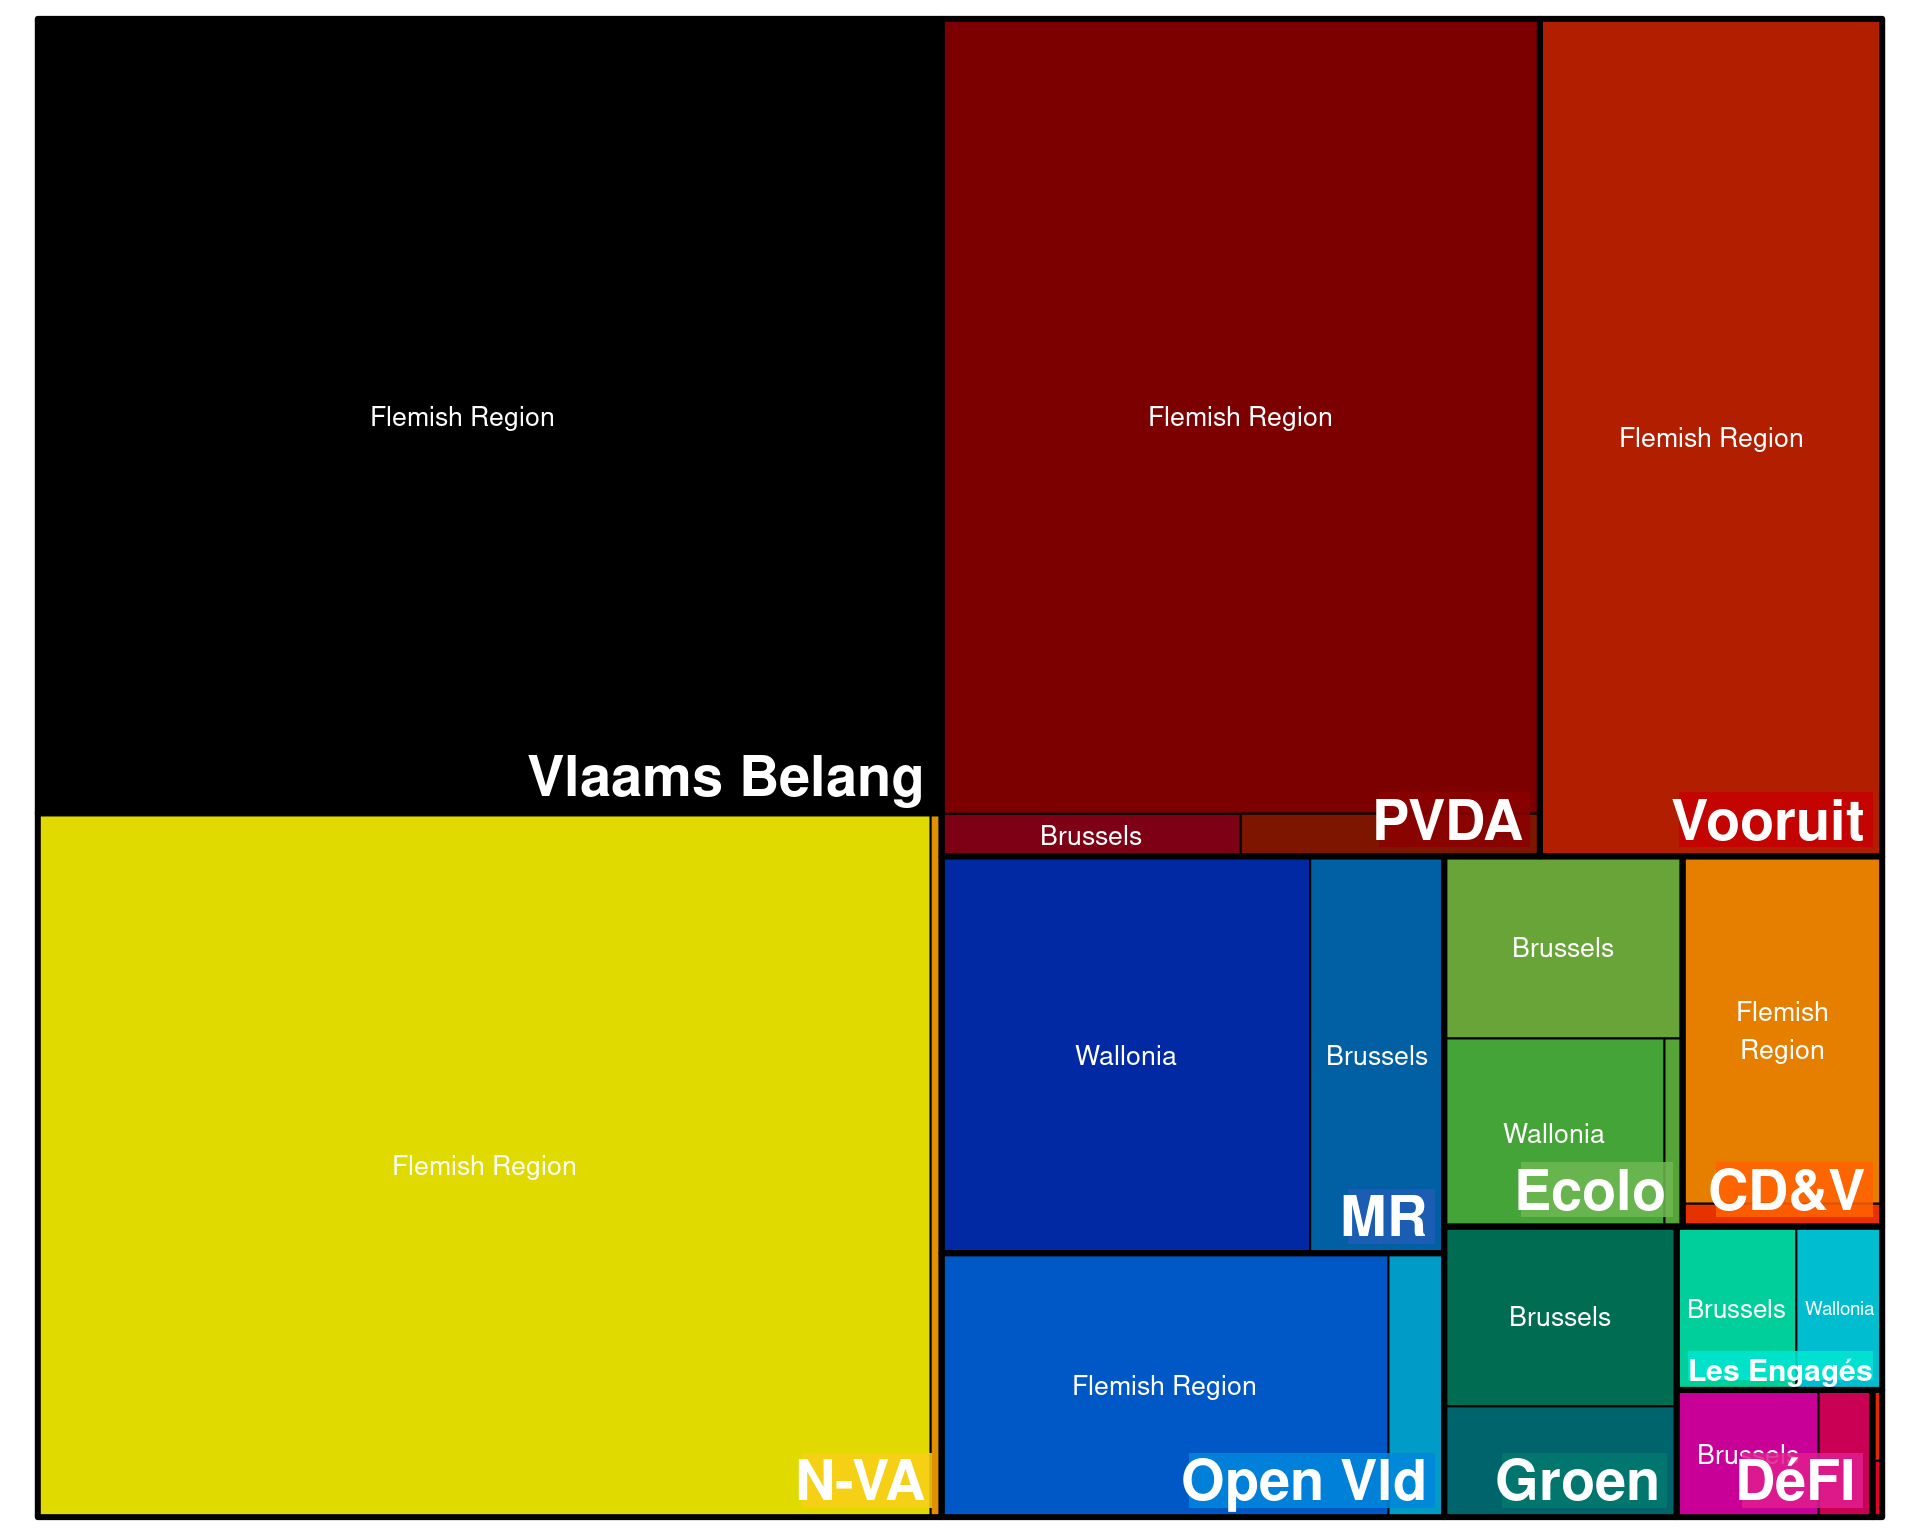 Flemish Region
Vlaams Belang
Flemish Region
Brussels
PVDA
Flemish Region
Vooruit
Flemish Region
N-VA
Wallonia
Brussels
MR
Brussels
Wallonia
Ecolo
Flemish
Region
CD&V
Flemish Region
Open Vld
Brussels
Groen
Brussels
Wallonia
Les Engagés
Brussels
DéFI